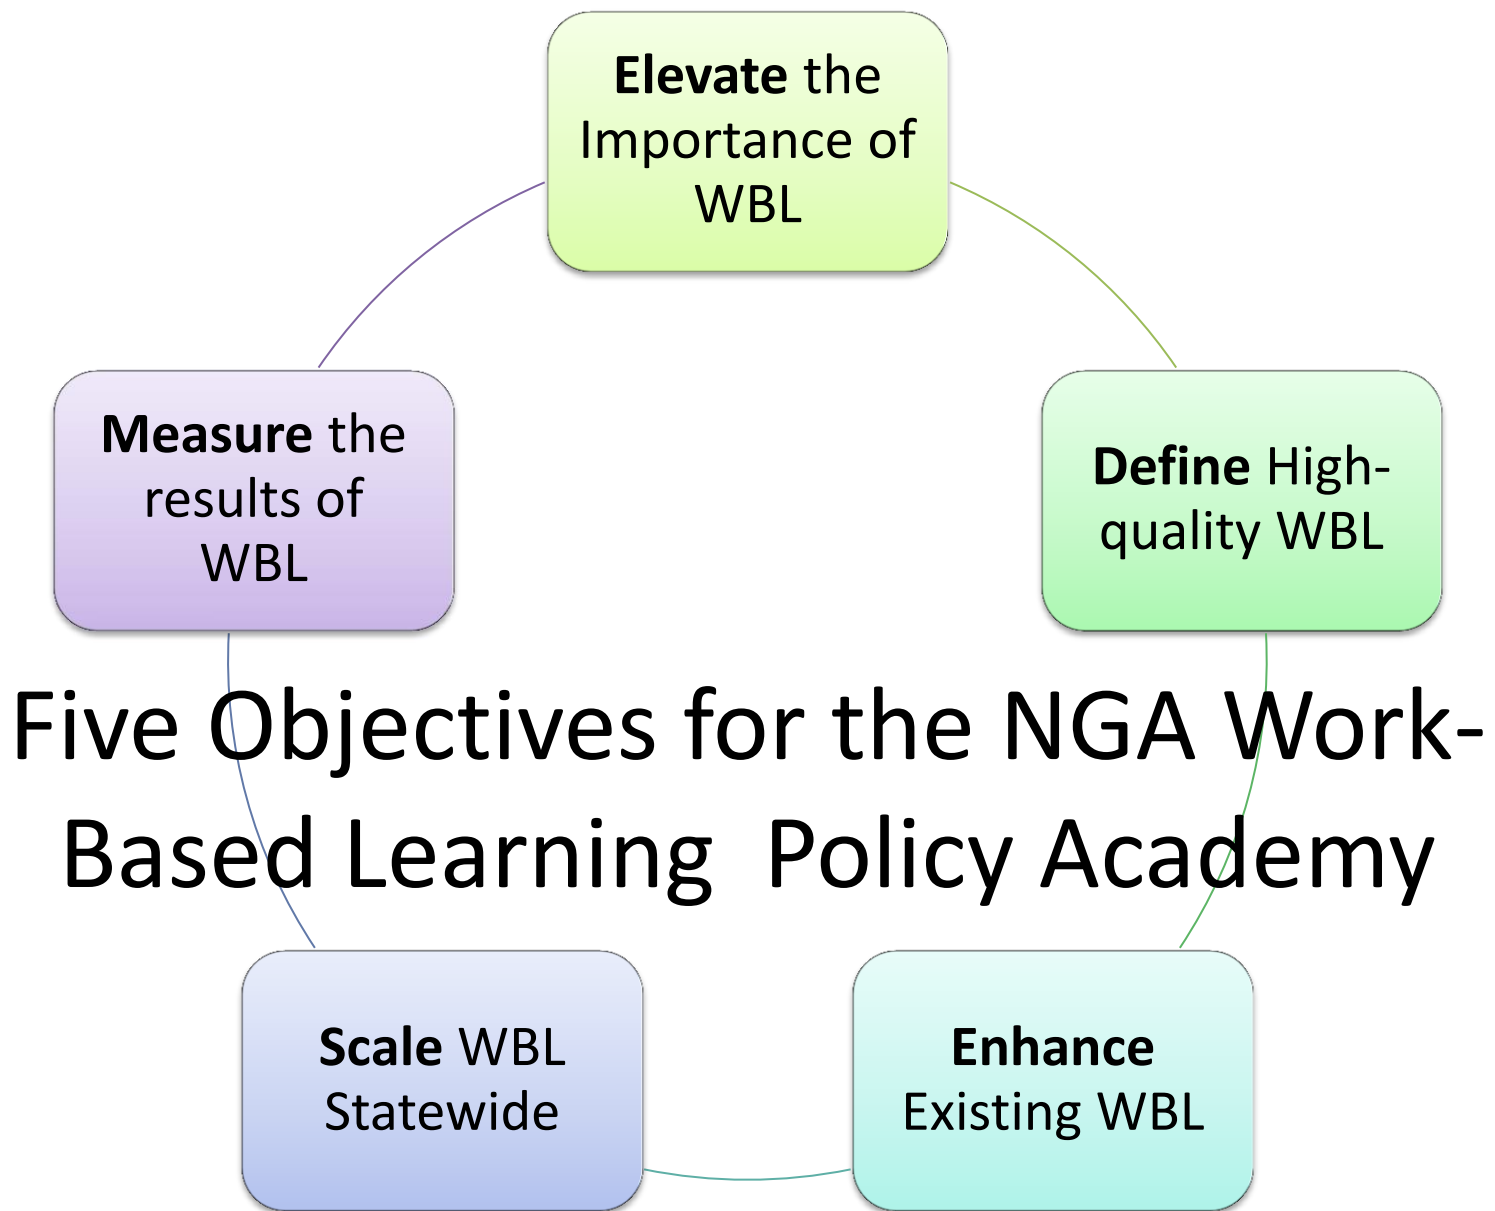 Elevate the
Importance of
WBL
Measure the
results of
WBL
Define High-
quality WBL
Five Objectives for the NGA Work-
Based Learning  Policy Academy
Scale WBL
Statewide
Enhance
Existing WBL